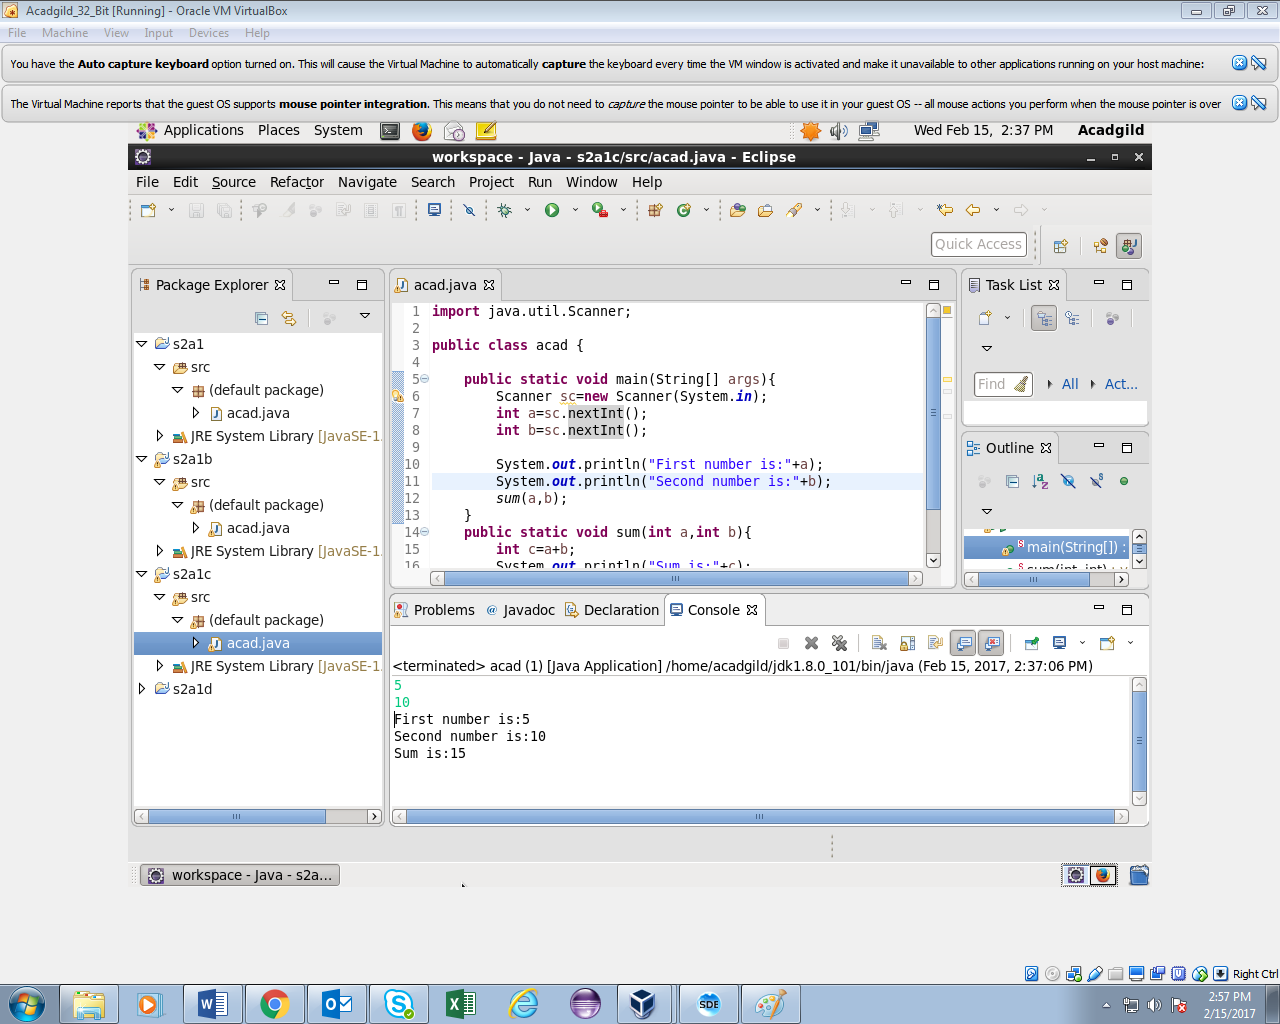 Acadgild_32_Bit [Running] - Oracle VM VirtualBox
File Machine View Input Devices Help
You have the Auto capture keyboard option turned on. This will cause the Virtual Machine to automatically capture the keyboard every time the VM window is activated and make it unavailable to other applications running on your host machine:
The Virtual Machine reports that the guest OS supports mouse pointer integration. This means that you do not need to capture the mouse pointer to be able to use it in your guest OS -- all mouse actions you perform when the mouse pointer is over
Applications Places System Wed Feb 15, 2:37 PM Acadgild
workspace - Java - s2a1c/src/acad.java - Eclipse
File Edit Source Refactor Navigate Search Project Run Window Help
Quick Access
Package Explorer
s2a1
src
(default package)
acad.java
JRE System Library [JavaSE-1.
s2a1b
src
(default package)
acad.java
JRE System Library [JavaSE-1.
s2a1c
src
(default package)
acad.java
JRE System Library [JavaSE-1.
s2a1d
acad.java
1 import java.util.Scanner;
2
3 public class acad {
4
5 public static void main(String[] args){
6 Scanner sc=new Scanner(System.in);
7 int a=sc.nextInt();
8 int b=sc.nextInt();
9
10 System.out.println("First number is:"+a);
11 System.out.println("Second number is:"+b);
12 sum(a,b);
13 }
14 public static void sum(int a,int b){
15 int c=a+b;
16 System.out.println("Sum is:"+c);
Task List
Find All Act...
Outline
main(String[]) :
sum(int, int) : v
Problems Javadoc Declaration Console
<terminated> acad (1) [Java Application] /home/acadgild/jdk1.8.0_101/bin/java (Feb 15, 2017, 2:37:06 PM)
5
10
First number is:5
Second number is:10
Sum is:15
workspace - Java - s2a...
Right Ctrl
SDE
2:57 PM
2/15/2017